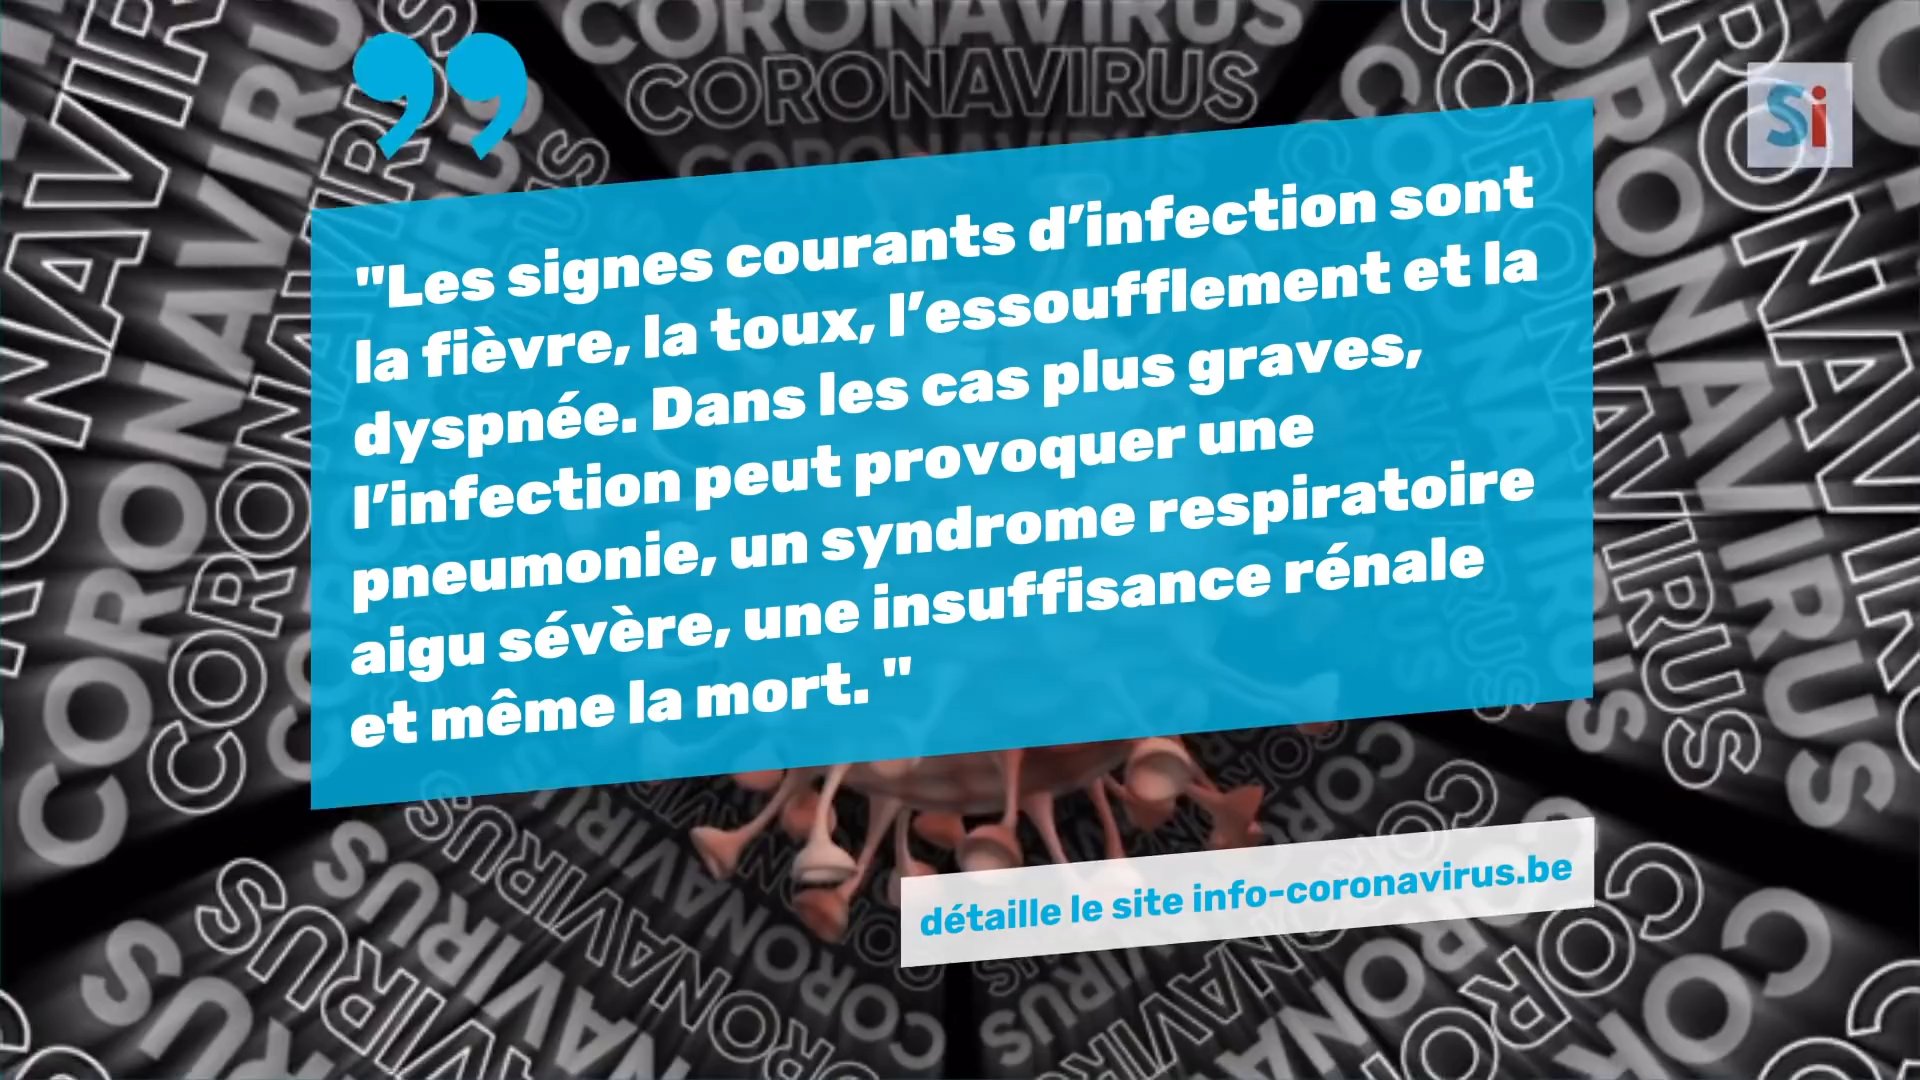 CORONAVIRUS
CORONAVIRUS
Si
"Les signes courants d’infection sont
la fièvre, la toux, l’essoufflement et la
dyspnée. Dans les cas plus graves,
l’infection peut provoquer une
pneumonie, un syndrome respiratoire
aigu sévère, une insuffisance rénale
et même la mort. "
détaille le site info-coronavirus.be